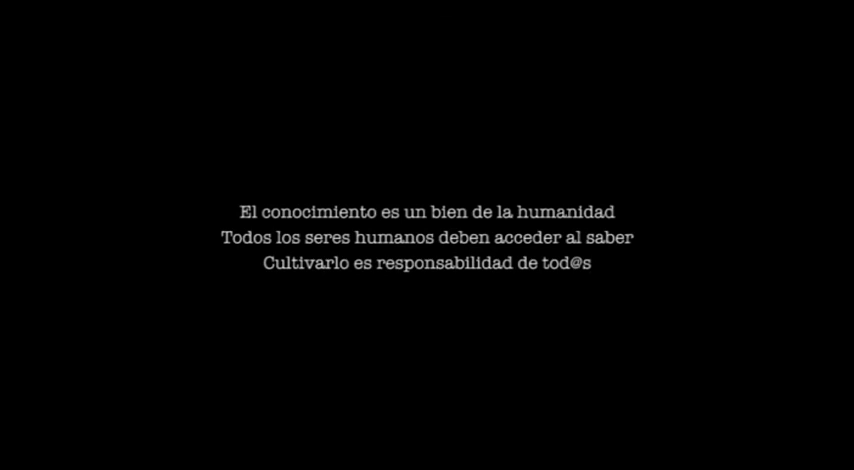 El conocimiento es un bien de la humanidad
Todos los seres humanos deben acceder al saber
Cultivarlo es responsabilidad de tod@s